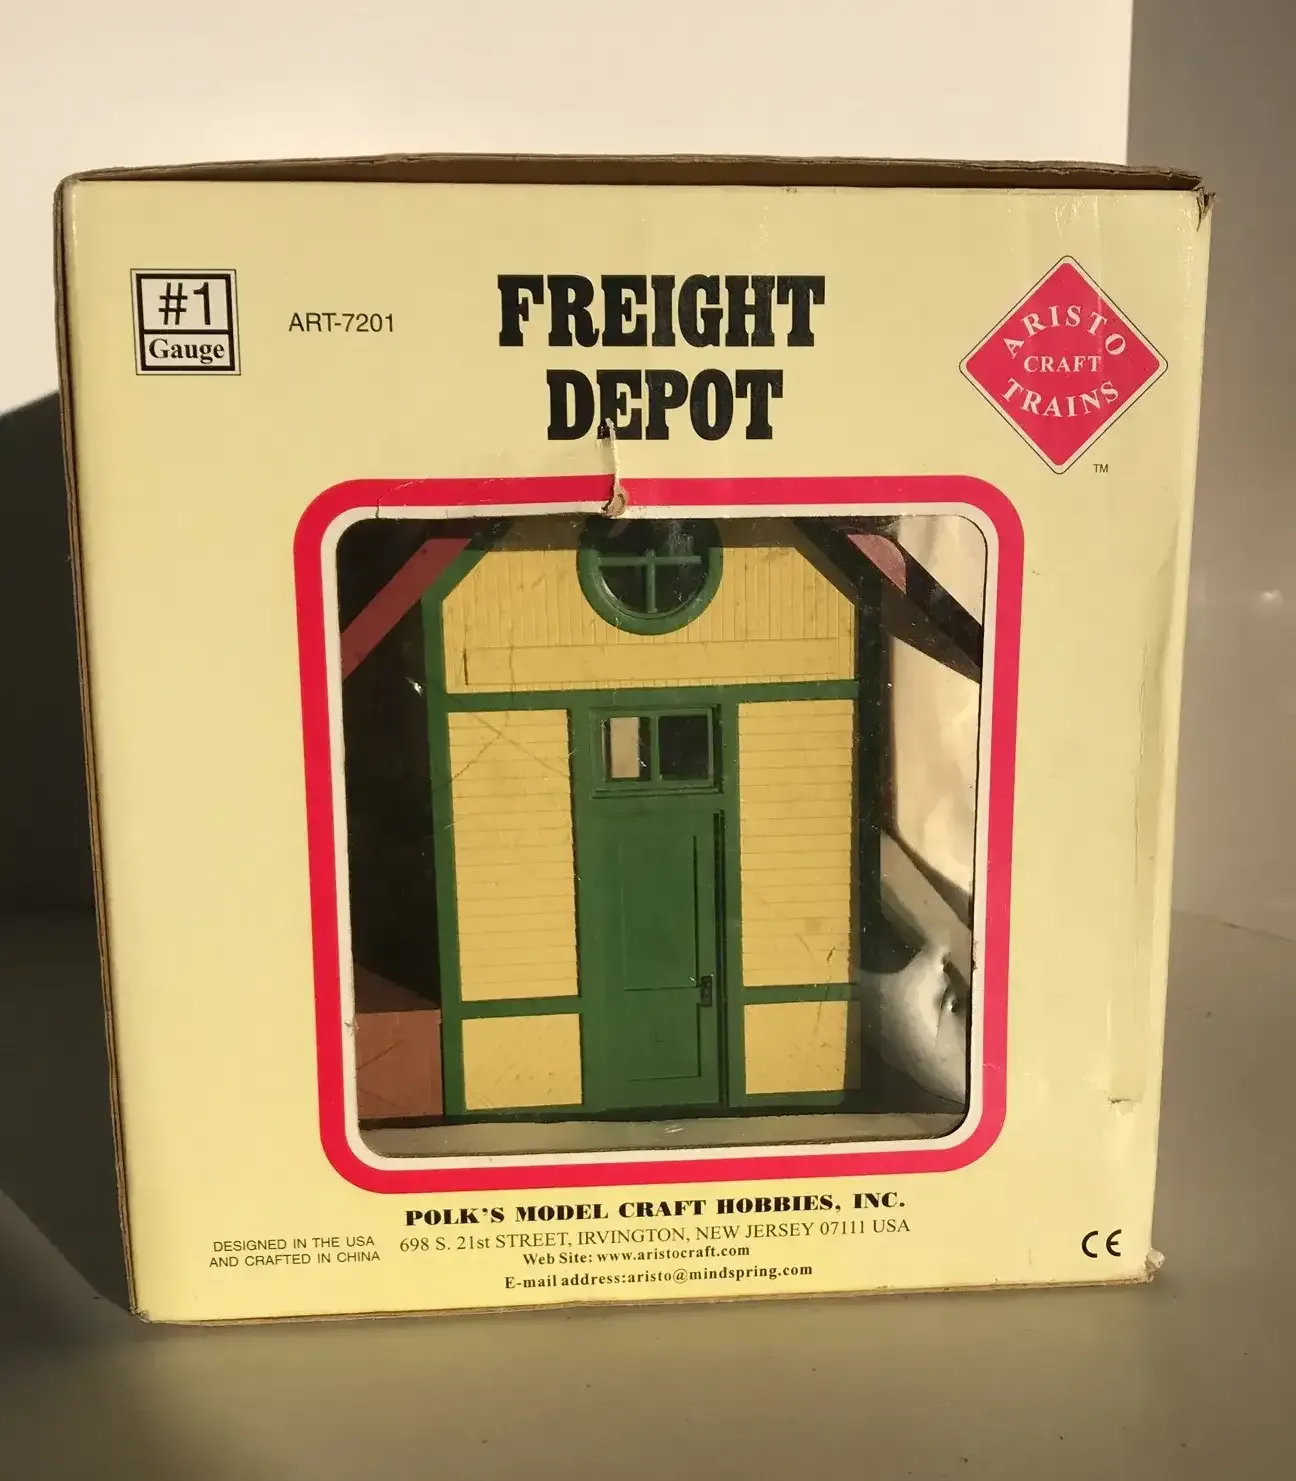 #1
Gauge
ART-7201
FREIGHT
DEPOT
ARISTO
CRAFT
TRAINS
TM
POLK'S MODEL CRAFT HOBBIES, INC.
698 S. 21st STREET, IRVINGTON, NEW JERSEY 07111 USA
Web Site: www.aristocraft.com
E-mail address:aristo@mindspring.com
DESIGNED IN THE USA
AND CRAFTED IN CHINA
CE